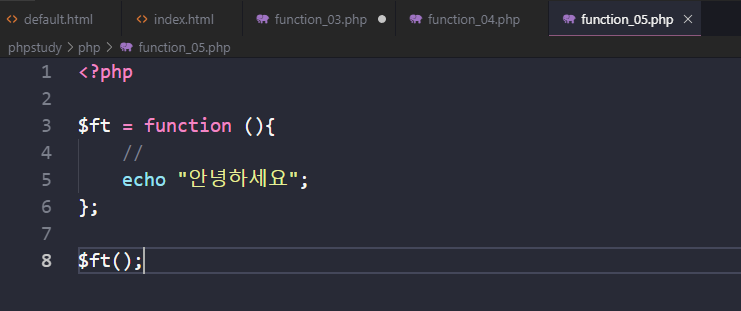 default.html index.html function_03.php function_04.php function_05.php
phpstudy > php > function_05.php
1 <?php
2
3 $ft = function (){
4 //
5 echo "안녕하세요";
6 };
7
8 $ft();